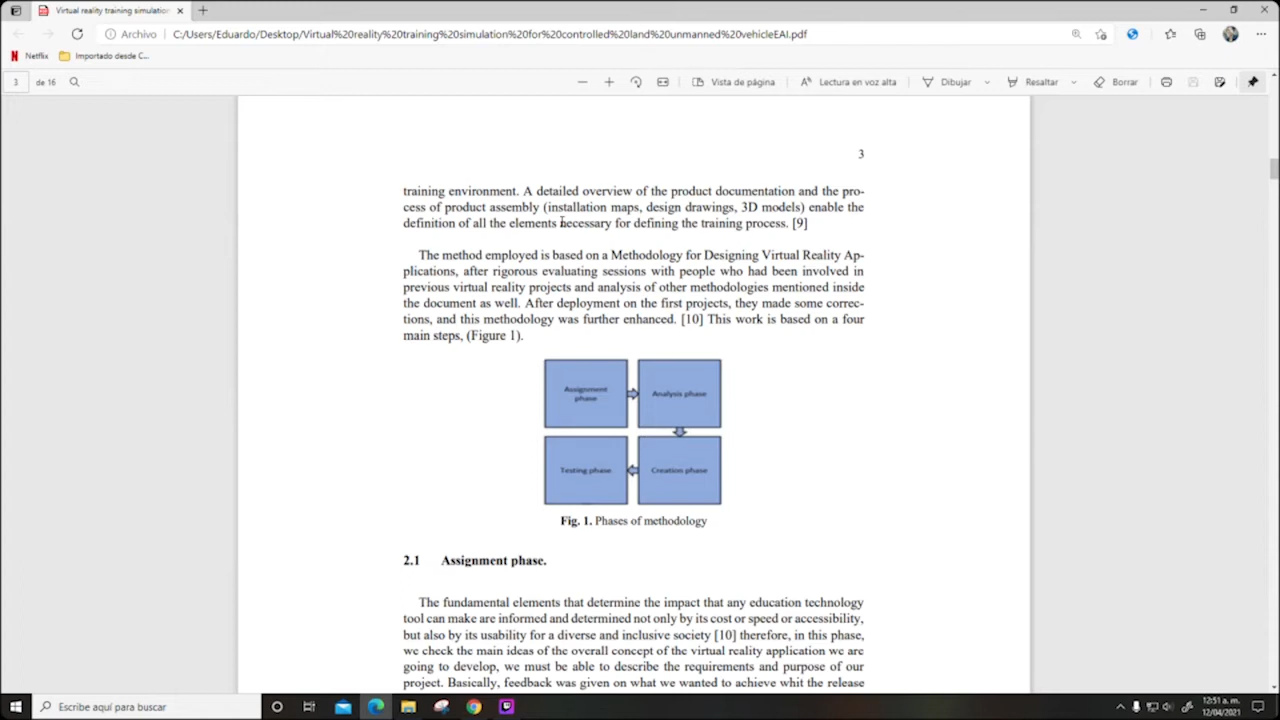 Virtual reality training simulatio
Archivo
C:/Users/Eduardo/Desktop/Virtual%20reality%20training%20simulation%20for%20controlled%20land%20unmanned%20vehicleEAI.pdf
Netflix
Importado desde C...
3 de 16
Vista de página
Lectura en voz alta
Dibujar
Resaltar
Borrar
3
training environment. A detailed overview of the product documentation and the pro-
cess of product assembly (installation maps, design drawings, 3D models) enable the
definition of all the elements necessary for defining the training process. [9]
The method employed is based on a Methodology for Designing Virtual Reality Ap-
plications, after rigorous evaluating sessions with people who had been involved in
previous virtual reality projects and analysis of other methodologies mentioned inside
the document as well. After deployment on the first projects, they made some correc-
tions, and this methodology was further enhanced. [10] This work is based on a four
main steps, (Figure 1).
Assignment
phase
Analysis phase
Testing phase
Creation phase
Fig. 1. Phases of methodology
2.1 Assignment phase.
The fundamental elements that determine the impact that any education technology
tool can make are informed and determined not only by its cost or speed or accessibility,
but also by its usability for a diverse and inclusive society [10] therefore, in this phase,
we check the main ideas of the overall concept of the virtual reality application we are
going to develop, we must be able to describe the requirements and purpose of our
project. Basically, feedback was given on what we wanted to achieve whit the release
Escribe aquí para buscar
12:51 a. m.
12/04/2021